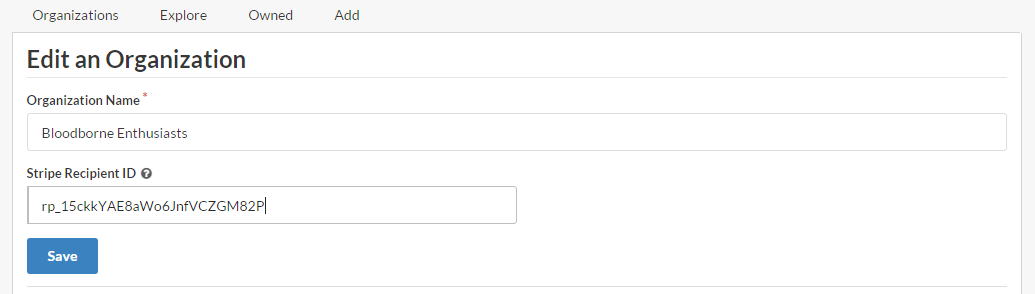 Organizations Explore Owned Add
Edit an Organization
Organization Name *
Bloodborne Enthusiasts
Stripe Recipient ID ?
rp_15ckkYAE8aWo6JnfVCZGM82P
Save